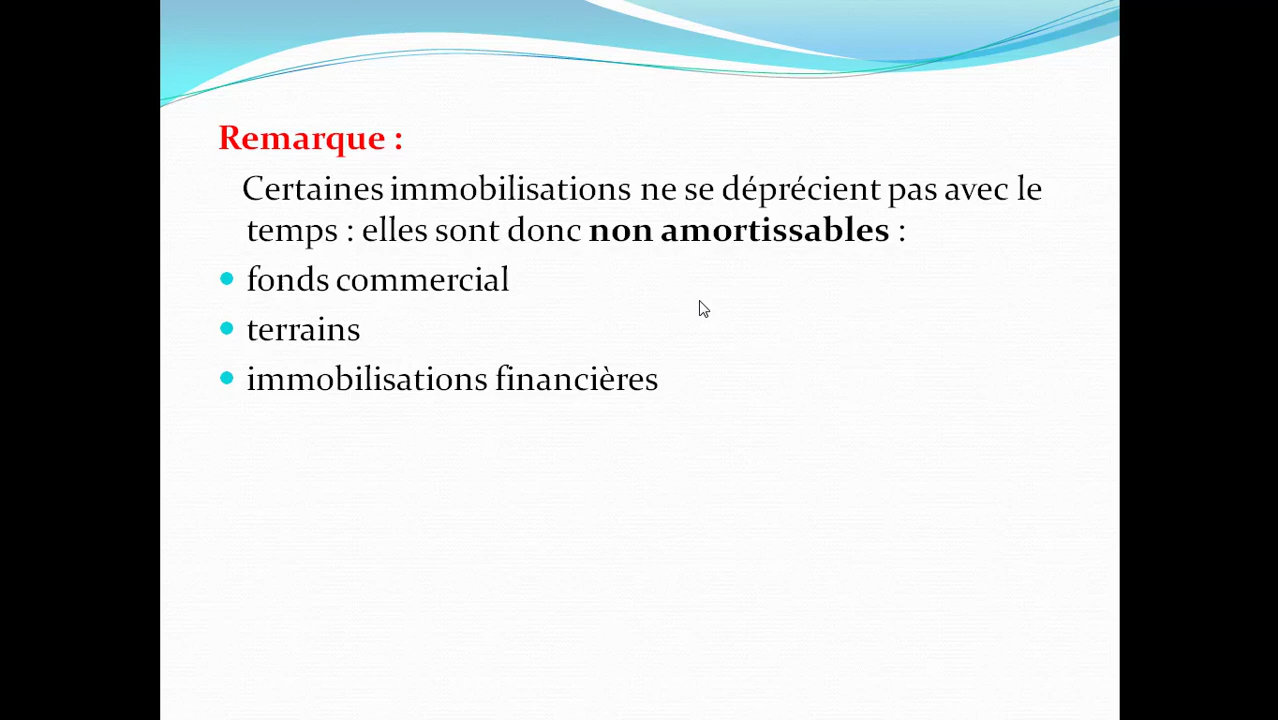 Remarque :
Certaines immobilisations ne se déprécient pas avec le
temps : elles sont donc non amortissables :
• fonds commercial
• terrains
• immobilisations financières